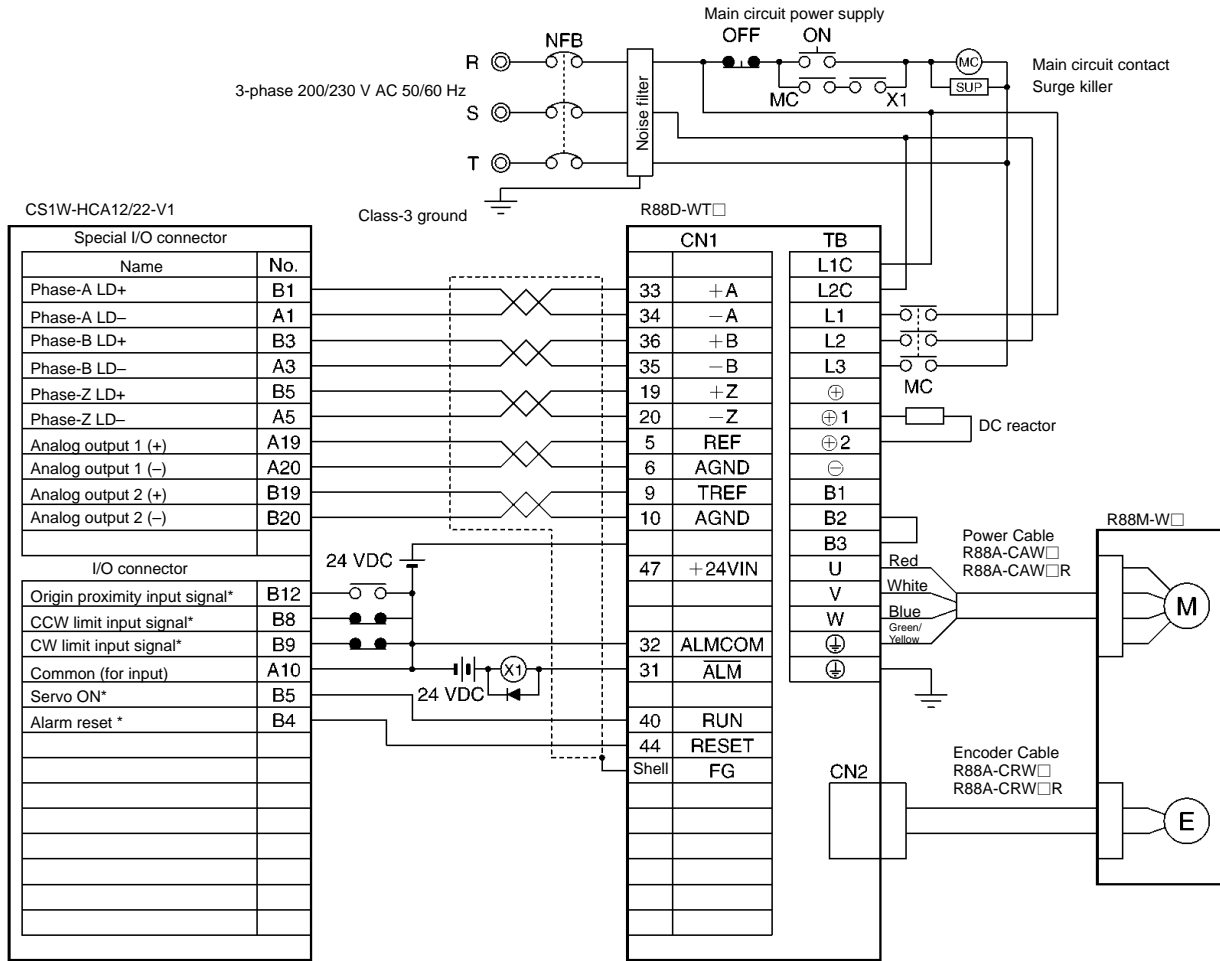 Main circuit power supply
OFF ON
NFB
R
MC
Main circuit contact
3-phase 200/230 V AC 50/60 Hz
SUP
Surge killer
MC X1
S
Noise filter
T
CS1W-HCA12/22-V1
Class-3 ground
R88D-WT□
Special I/O connector
CN1 TB
Name No.
L1C
Phase-A LD+ B1 33 +A L2C
Phase-A LD– A1 34 −A L1
Phase-B LD+ B3 36 +B L2
Phase-B LD– A3 35 −B L3
MC
Phase-Z LD+ B5 19 +Z ⊕
Phase-Z LD– A5 20 −Z ⊕1
DC reactor
Analog output 1 (+) A19 5 REF ⊕2
Analog output 1 (–) A20 6 AGND ⊖
Analog output 2 (+) B19 9 TREF B1
Analog output 2 (–) B20 10 AGND B2
B3
24 VDC
I/O connector
47 +24VIN U
Red
Power Cable
R88A-CAW□
R88A-CAW□R
R88M-W□
Origin proximity input signal* B12
V
White
M
CCW limit input signal* B8
W
Blue
Green/
Yellow
CW limit input signal* B9 32 ALMCOM
Common (for input) A10
24 VDC
X1
31 ALM
Servo ON* B5 40 RUN
Alarm reset * B4 44 RESET
Shell FG
CN2
Encoder Cable
R88A-CRW□
R88A-CRW□R
E